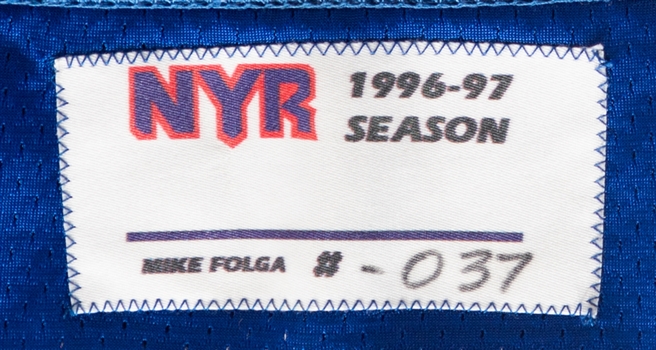 NYR 1996-97
SEASON
MIKE FOLGA # -037